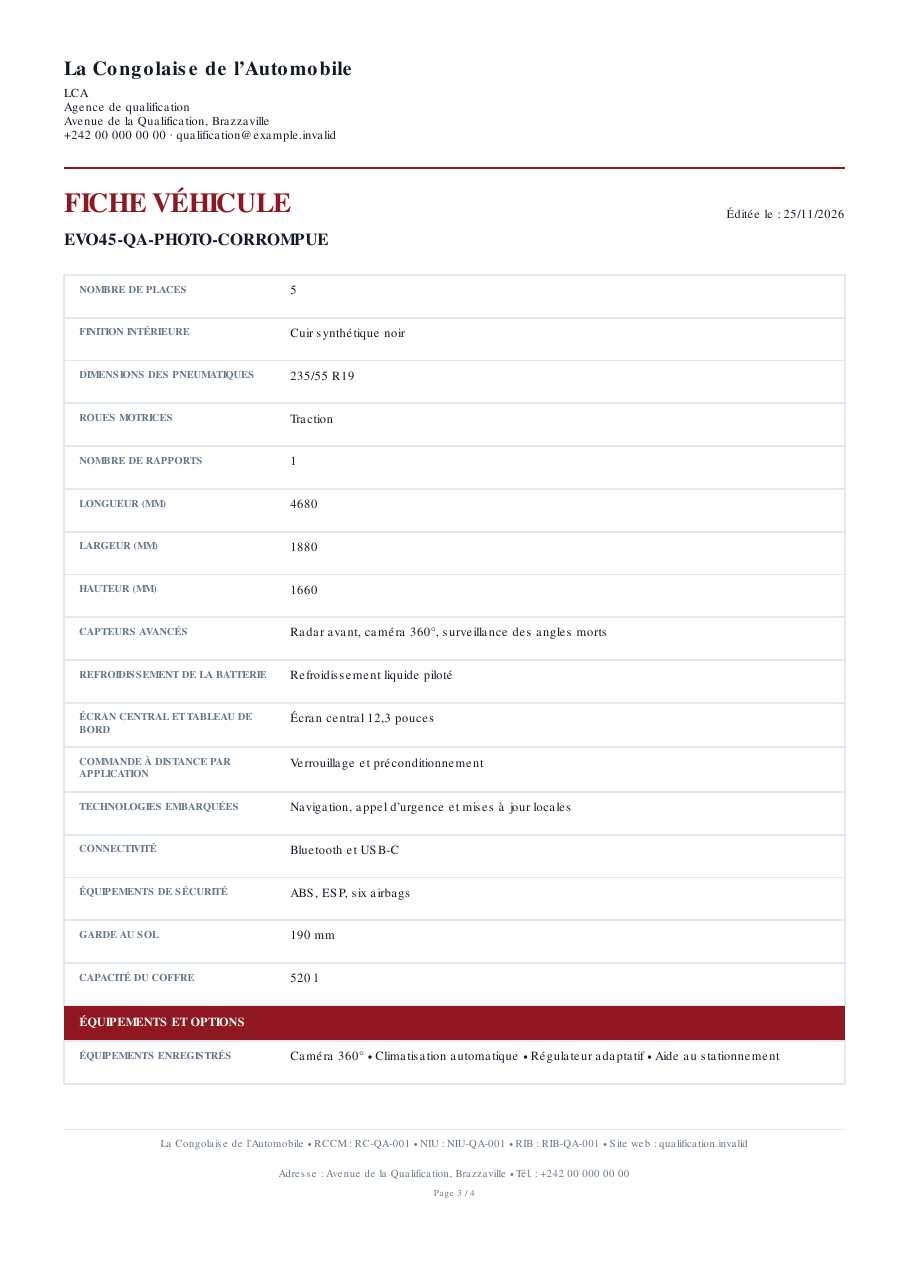 La Congolaise de l'Automobile
LCA
Agence de qualification
Avenue de la Qualification, Brazzaville
+242 00 000 00 00 · qualification@example.invalid
FICHE VÉHICULE
Éditée le : 25/11/2026
EVO45-QA-PHOTO-CORROMPUE
NOMBRE DE PLACES 5
FINITION INTÉRIEURE Cuir synthétique noir
DIMENSIONS DES PNEUMATIQUES 235/55 R19
ROUES MOTRICES Traction
NOMBRE DE RAPPORTS 1
LONGUEUR (MM) 4680
LARGEUR (MM) 1880
HAUTEUR (MM) 1660
CAPTEURS AVANCÉS Radar avant, caméra 360°, surveillance des angles morts
REFROIDISSEMENT DE LA BATTERIE Refroidissement liquide piloté
ÉCRAN CENTRAL ET TABLEAU DE Écran central 12,3 pouces
BORD
COMMANDE À DISTANCE PAR Verrouillage et préconditionnement
APPLICATION
TECHNOLOGIES EMBARQUÉES Navigation, appel d'urgence et mises à jour locales
CONNECTIVITÉ Bluetooth et USB-C
ÉQUIPEMENTS DE SÉCURITÉ ABS, ESP, six airbags
GARDE AU SOL 190 mm
CAPACITÉ DU COFFRE 520 l
ÉQUIPEMENTS ET OPTIONS
ÉQUIPEMENTS ENREGISTRÉS Caméra 360° • Climatisation automatique • Régulateur adaptatif • Aide au stationnement
La Congolaise de l'Automobile • RCCM : RC-QA-001 • NIU : NIU-QA-001 • RIB : RIB-QA-001 • Site web : qualification.invalid
Adresse : Avenue de la Qualification, Brazzaville • Tél. : +242 00 000 00 00
Page 3 / 4